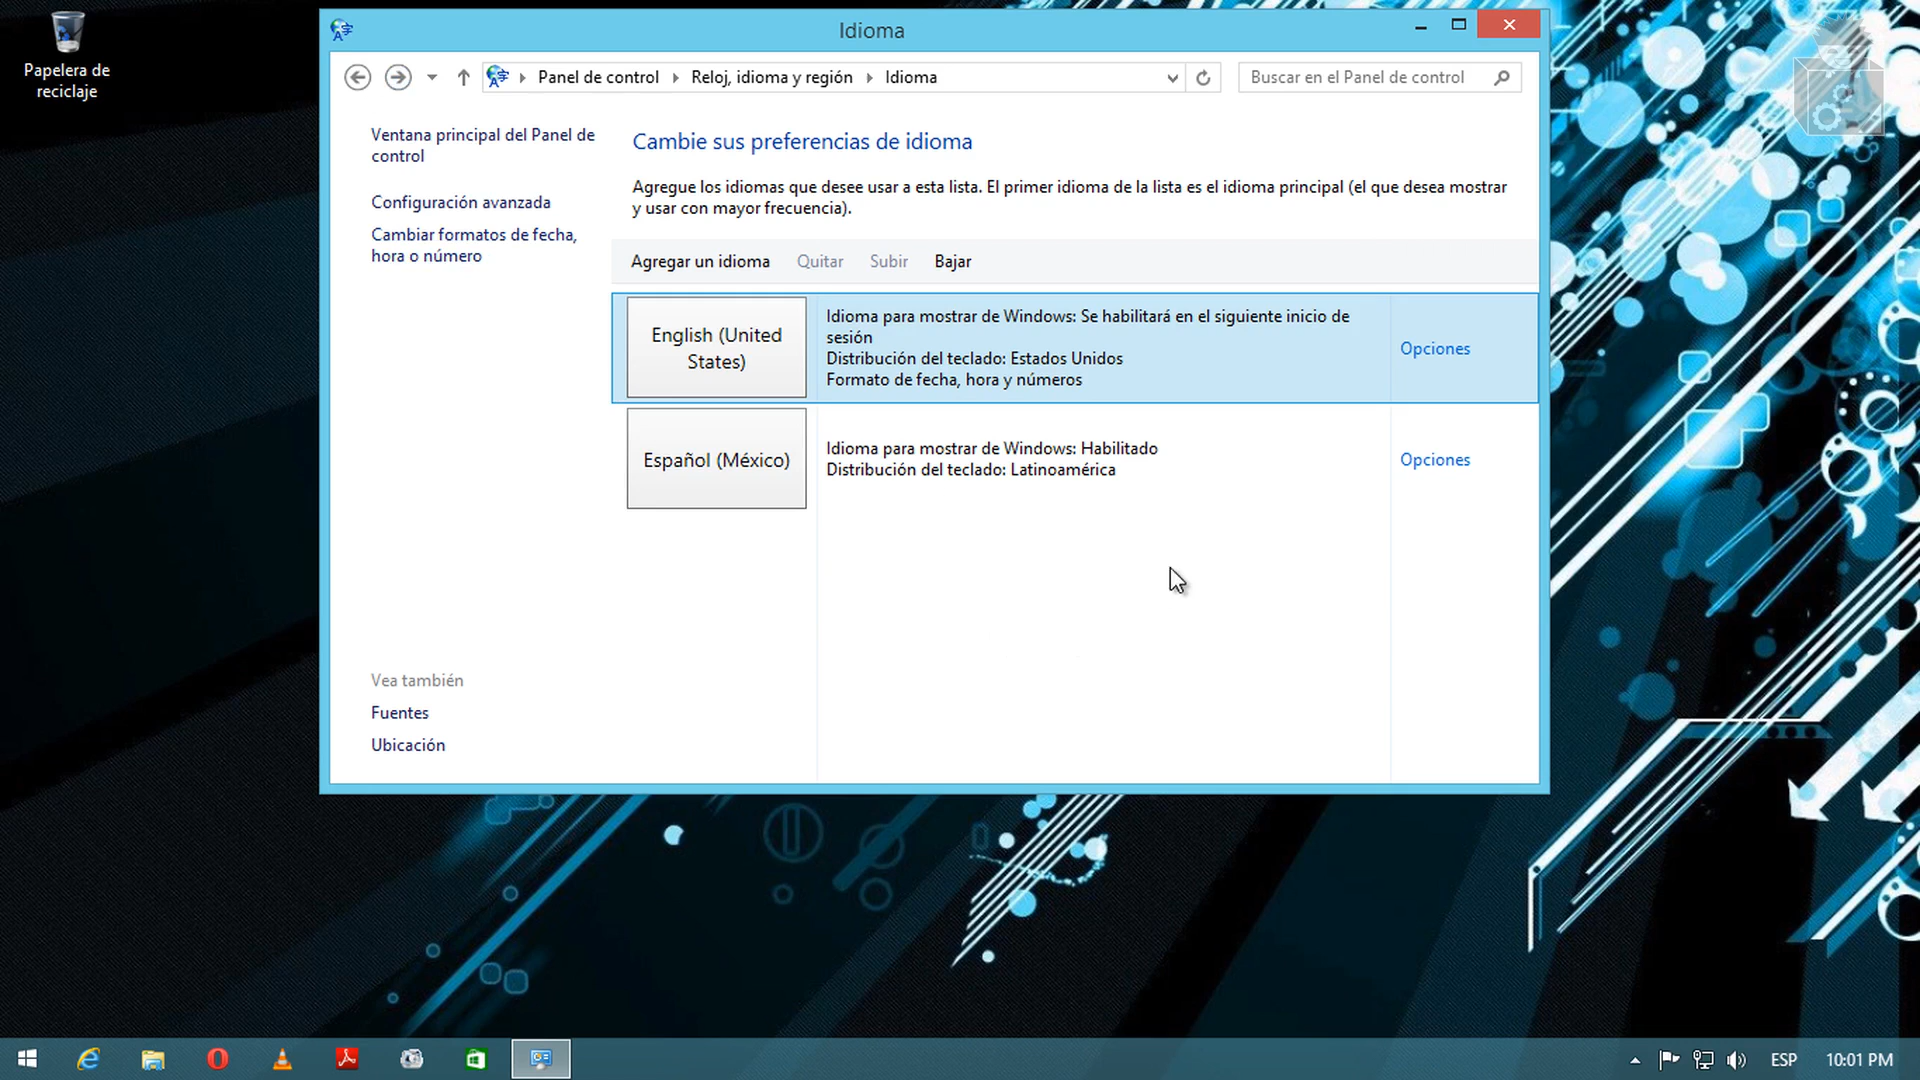 Papelera de
reciclaje
Idioma
Panel de control
Reloj, idioma y región
Idioma
Buscar en el Panel de control
Ventana principal del Panel de
control
Configuración avanzada
Cambiar formatos de fecha,
hora o número
Cambie sus preferencias de idioma
Agregue los idiomas que desee usar a esta lista. El primer idioma de la lista es el idioma principal (el que desea mostrar
y usar con mayor frecuencia).
Agregar un idioma
Quitar
Subir
Bajar
English (United
States)
Idioma para mostrar de Windows: Se habilitará en el siguiente inicio de
sesión
Distribución del teclado: Estados Unidos
Formato de fecha, hora y números
Opciones
Español (México)
Idioma para mostrar de Windows: Habilitado
Distribución del teclado: Latinoamérica
Opciones
Vea también
Fuentes
Ubicación
ESP
10:01 PM